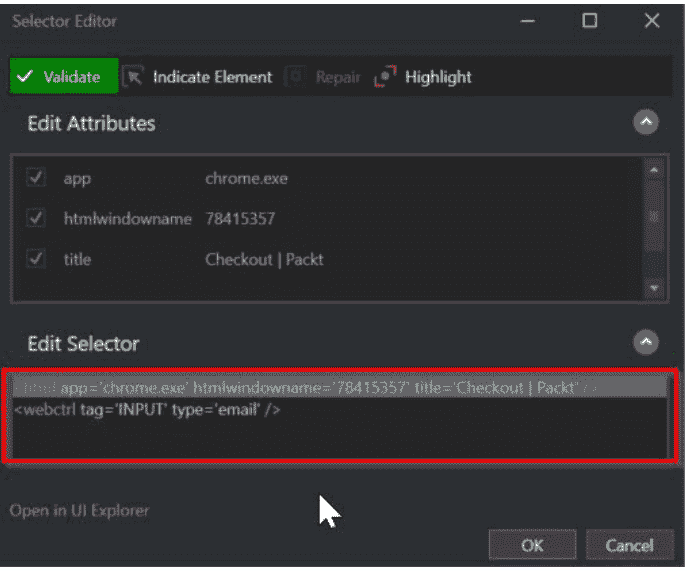 Selector Editor
Validate Indicate Element Repair Highlight
Edit Attributes
app chrome.exe
htmlwindowname 78415357
title Checkout | Packt
Edit Selector
<html app='chrome.exe' htmlwindowname='78415357' title='Checkout | Packt' />
<webctrl tag='INPUT' type='email' />
Open in UI Explorer
OK Cancel